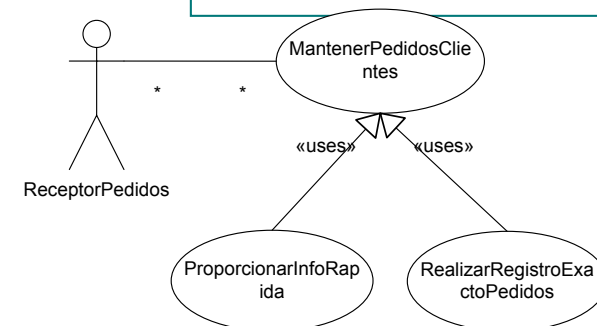 MantenerPedidosClie
ntes
* *
«uses» «uses»
ReceptorPedidos
ProporcionarInfoRap
ida
RealizarRegistroExa
ctoPedidos